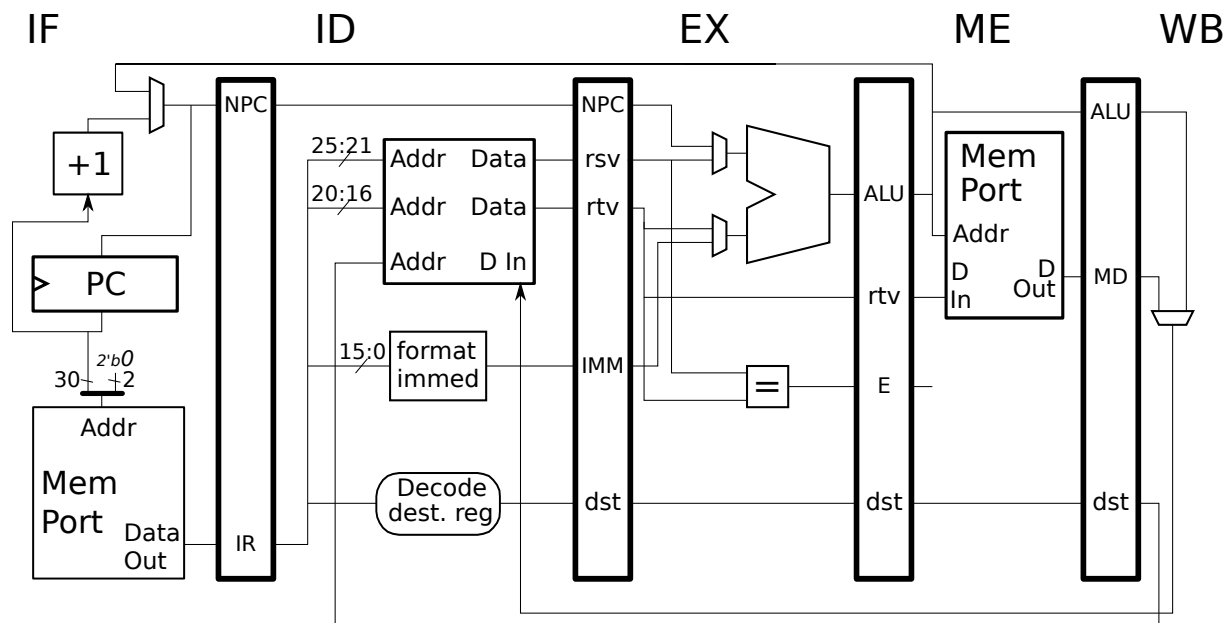 IF ID EX ME WB
NPC NPC ALU
+1
25:21 Addr Data rsv
Mem
Port
20:16 Addr Data rtv ALU
Addr
Addr D In
PC
D
In
D
Out
MD
rtv
15:0 format
immed
IMM
2'b0
30 2
= E
Addr
Mem
Port
Data
Out
Decode
dest. reg
dst dst dst
IR